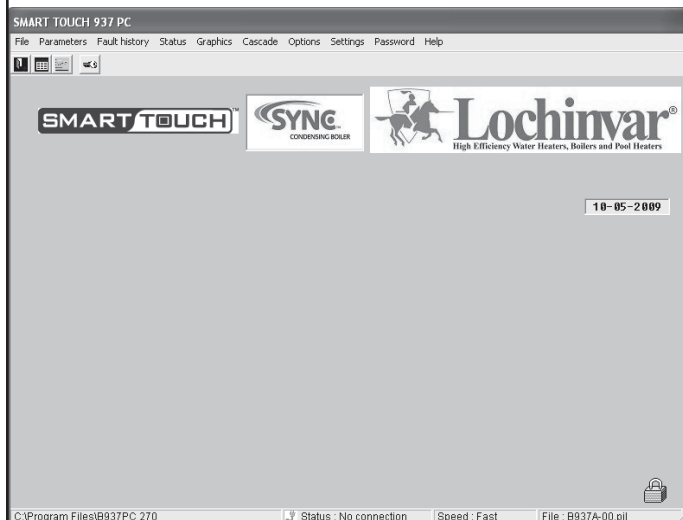 SMART TOUCH 937 PC
File Parameters Fault history Status Graphics Cascade Options Settings Password Help
SMART TOUCH™
SYNC™
CONDENSING BOILER
Lochinvar®
High Efficiency Water Heaters, Boilers and Pool Heaters
10-05-2009
C:\Program Files\B937PC 270 Status : No connection Speed : Fast File : B937A-00.pil